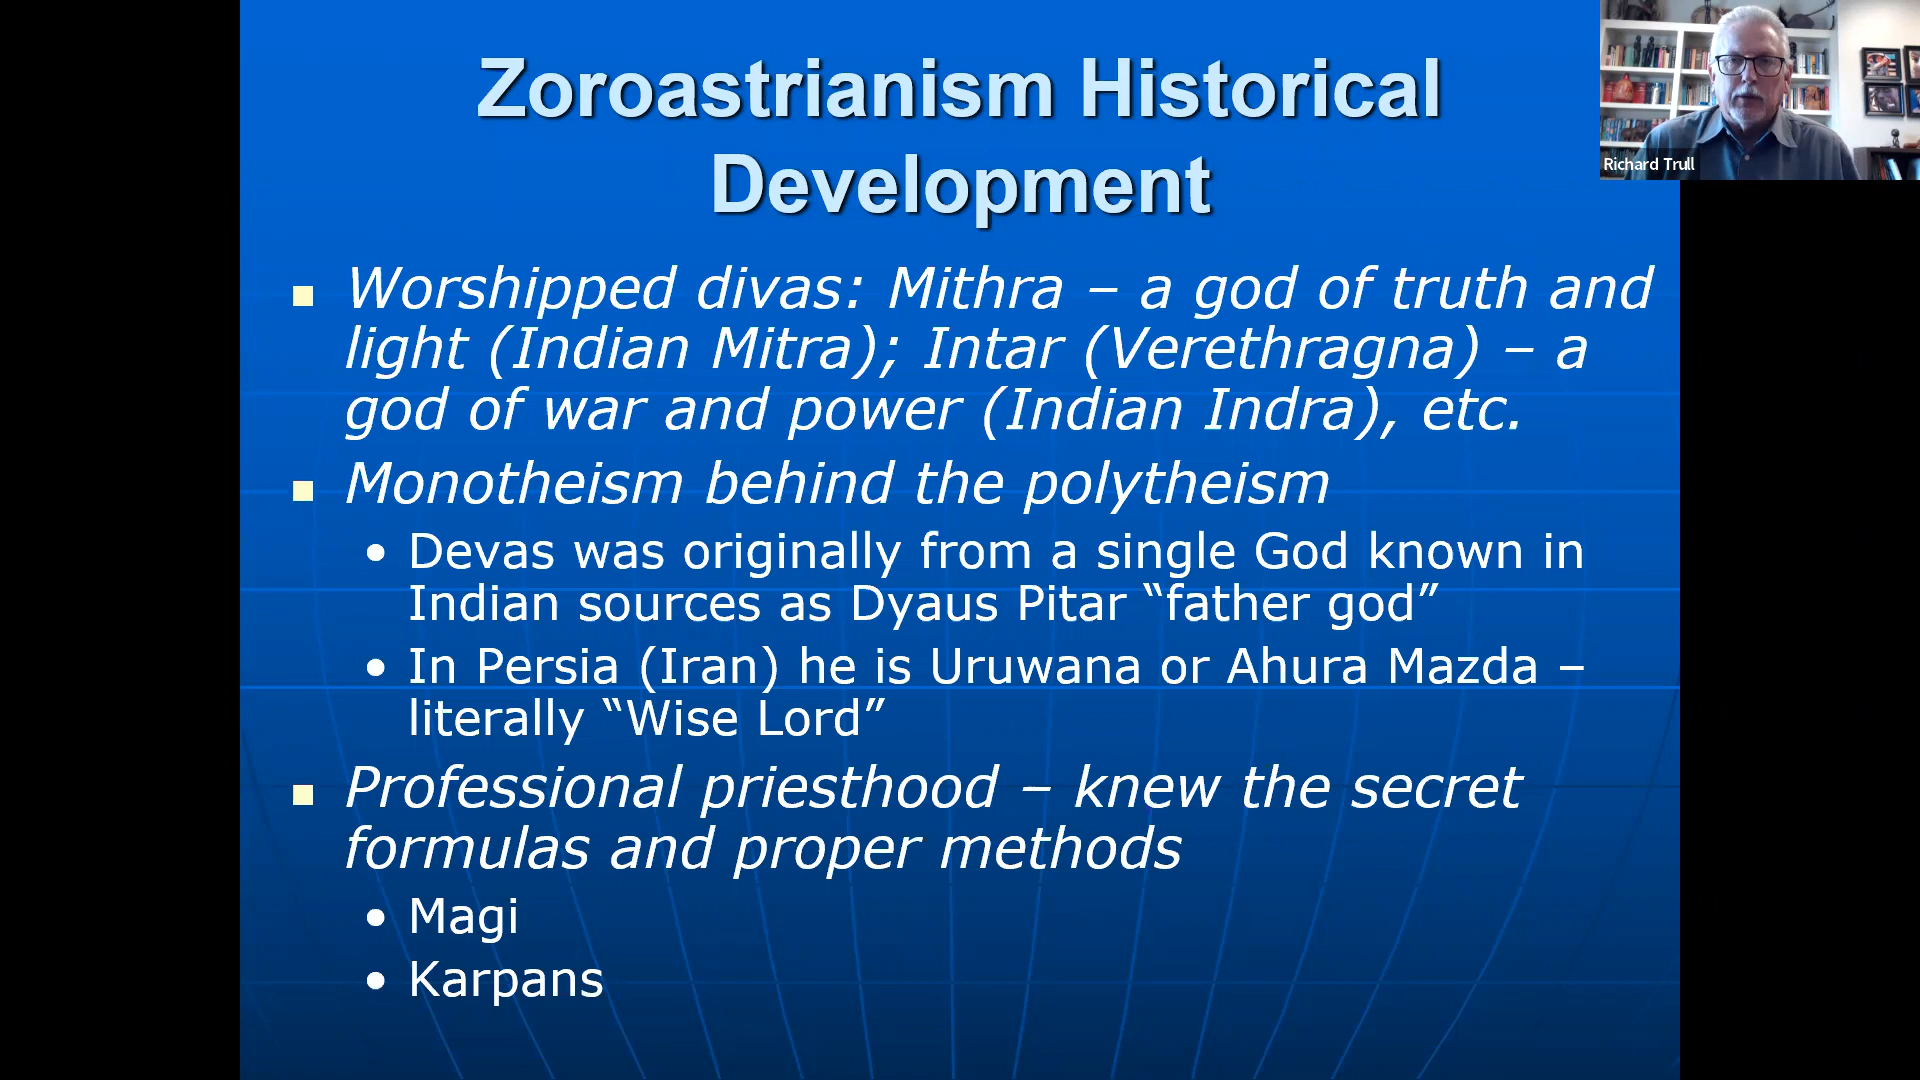 Zoroastrianism Historical
Development
Worshipped divas: Mithra – a god of truth and
light (Indian Mitra); Intar (Verethragna) – a
god of war and power (Indian Indra), etc.
Monotheism behind the polytheism
• Devas was originally from a single God known in
Indian sources as Dyaus Pitar “father god”
• In Persia (Iran) he is Uruwana or Ahura Mazda –
literally “Wise Lord”
Professional priesthood – knew the secret
formulas and proper methods
• Magi
• Karpans
Richard Trull